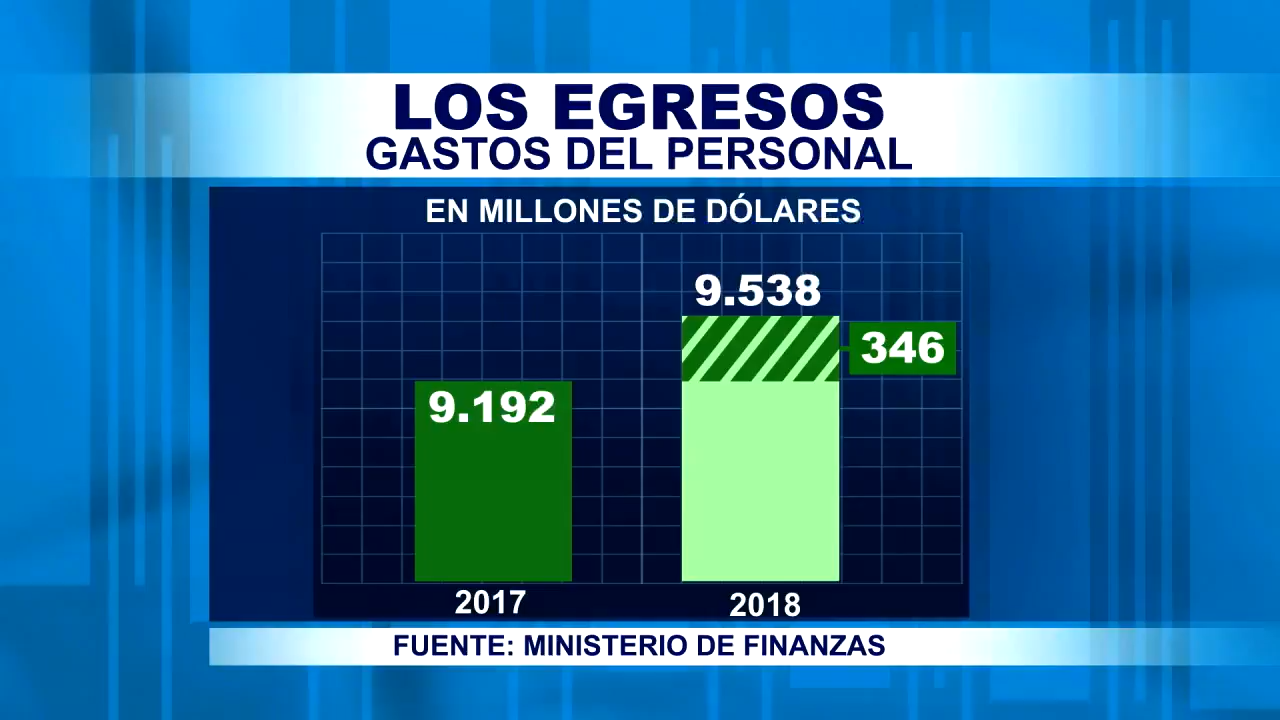 LOS EGRESOS
GASTOS DEL PERSONAL
EN MILLONES DE DÓLARES
9.538
346
9.192
2017
2018
FUENTE: MINISTERIO DE FINANZAS